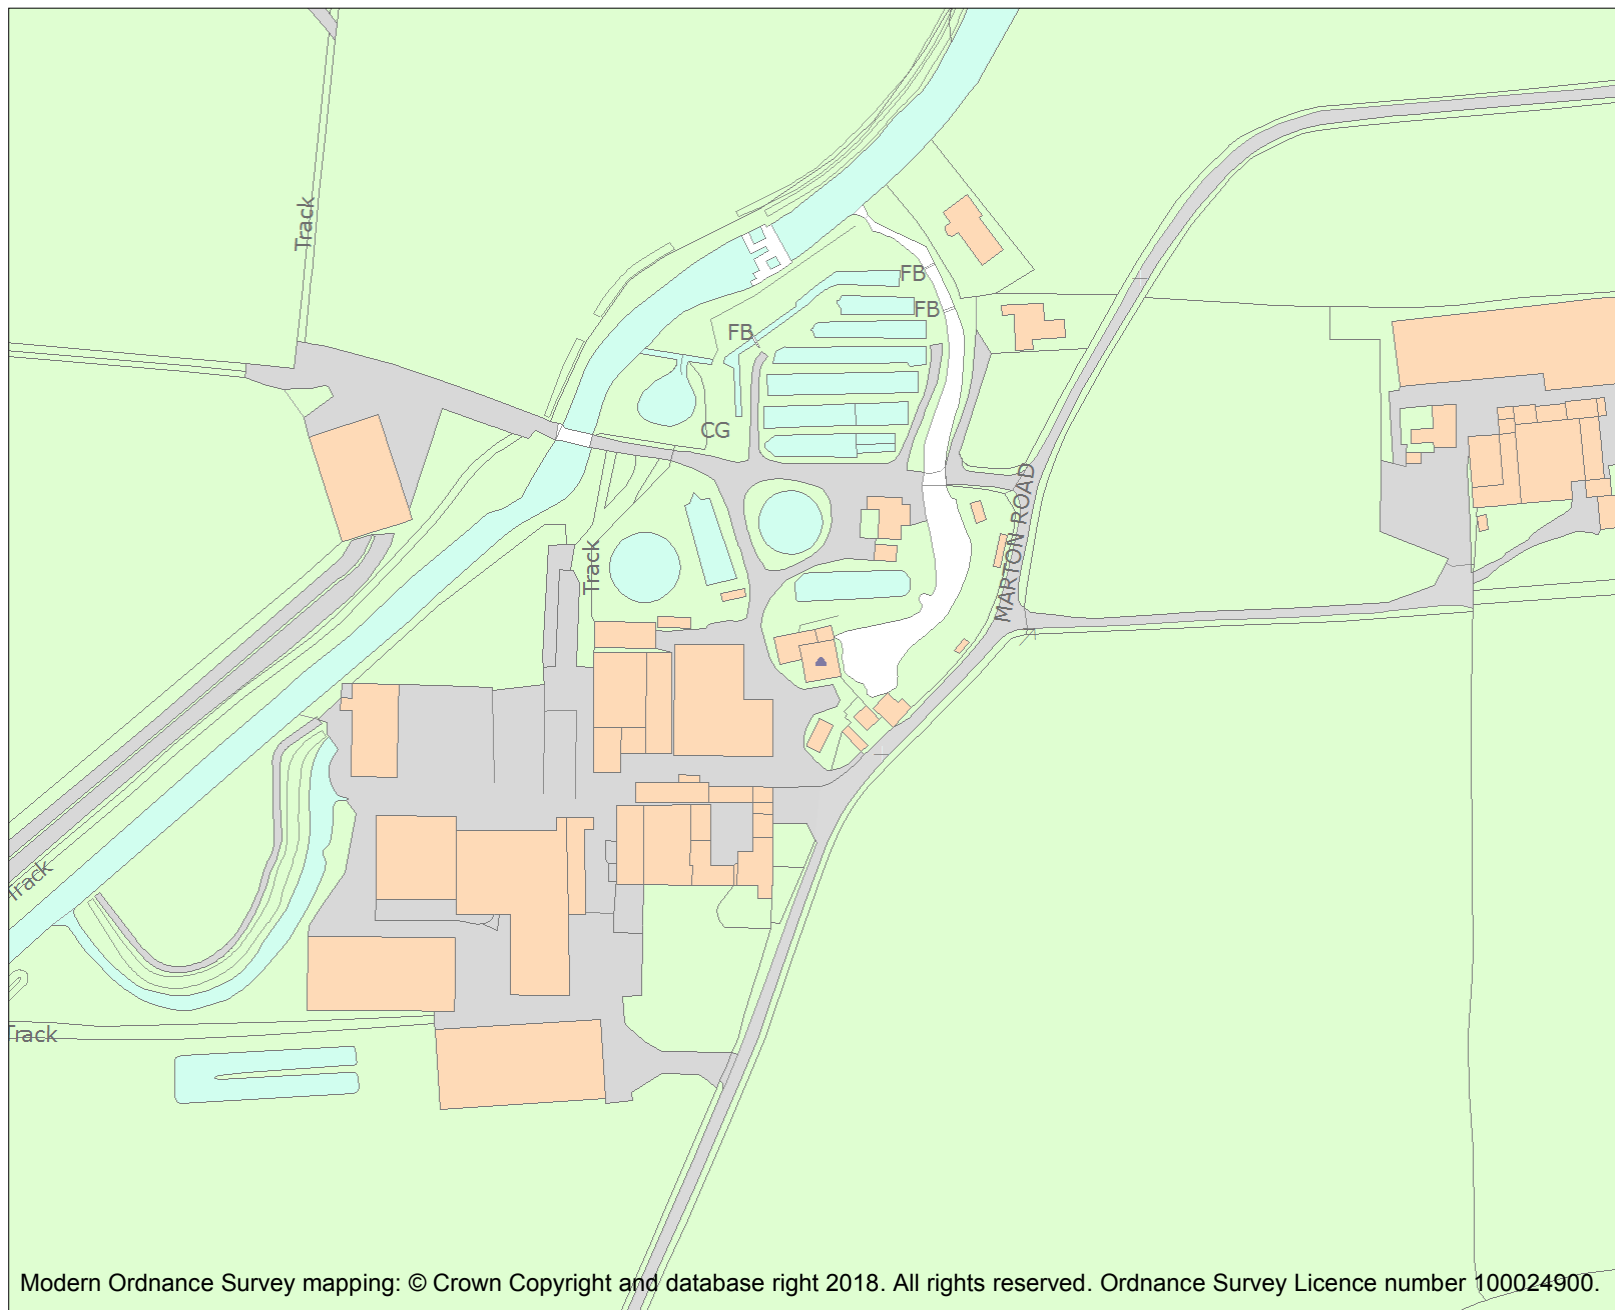 Track
FB
FB
FB
CG
MARTON ROAD
Track
Track
Track
Modern Ordnance Survey mapping: © Crown Copyright and database right 2018. All rights reserved. Ordnance Survey Licence number 100024900.